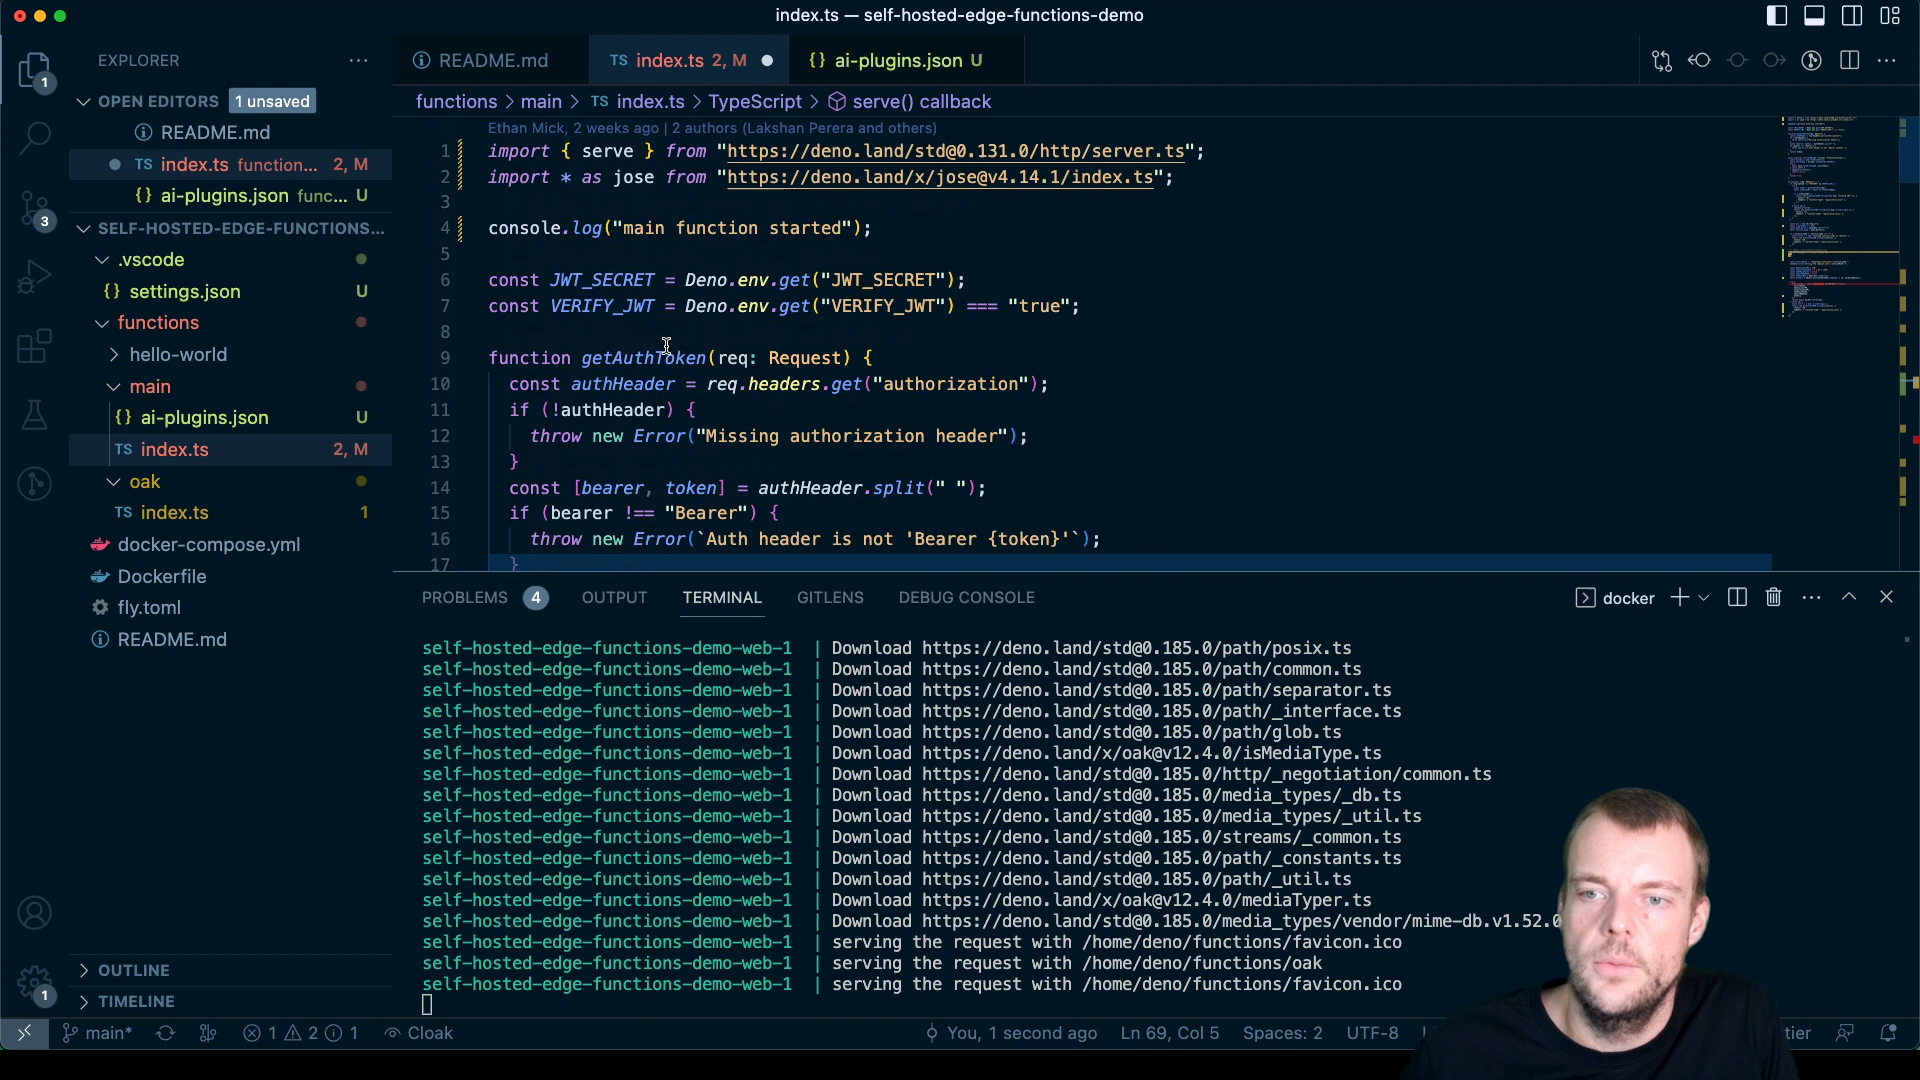 index.ts — self-hosted-edge-functions-demo
EXPLORER
OPEN EDITORS 1 unsaved
README.md
TS index.ts function... 2, M
{} ai-plugins.json func... U
SELF-HOSTED-EDGE-FUNCTIONS...
.vscode
{} settings.json U
functions
hello-world
main
{} ai-plugins.json U
TS index.ts 2, M
oak
TS index.ts 1
docker-compose.yml
Dockerfile
fly.toml
README.md
OUTLINE
TIMELINE
1
3
1
README.md
TS index.ts 2, M
{} ai-plugins.json U
functions > main > TS index.ts > TypeScript > serve() callback
Ethan Mick, 2 weeks ago | 2 authors (Lakshan Perera and others)
1 import { serve } from "https://deno.land/std@0.131.0/http/server.ts";
2 import * as jose from "https://deno.land/x/jose@v4.14.1/index.ts";
3
4 console.log("main function started");
5
6 const JWT_SECRET = Deno.env.get("JWT_SECRET");
7 const VERIFY_JWT = Deno.env.get("VERIFY_JWT") === "true";
8
9 function getAuthToken(req: Request) {
10 const authHeader = req.headers.get("authorization");
11 if (!authHeader) {
12 throw new Error("Missing authorization header");
13 }
14 const [bearer, token] = authHeader.split(" ");
15 if (bearer !== "Bearer") {
16 throw new Error(`Auth header is not 'Bearer {token}'`);
17 }
PROBLEMS 4 OUTPUT TERMINAL GITLENS DEBUG CONSOLE docker
self-hosted-edge-functions-demo-web-1 | Download https://deno.land/std@0.185.0/path/posix.ts
self-hosted-edge-functions-demo-web-1 | Download https://deno.land/std@0.185.0/path/common.ts
self-hosted-edge-functions-demo-web-1 | Download https://deno.land/std@0.185.0/path/separator.ts
self-hosted-edge-functions-demo-web-1 | Download https://deno.land/std@0.185.0/path/_interface.ts
self-hosted-edge-functions-demo-web-1 | Download https://deno.land/std@0.185.0/path/glob.ts
self-hosted-edge-functions-demo-web-1 | Download https://deno.land/x/oak@v12.4.0/isMediaType.ts
self-hosted-edge-functions-demo-web-1 | Download https://deno.land/std@0.185.0/http/_negotiation/common.ts
self-hosted-edge-functions-demo-web-1 | Download https://deno.land/std@0.185.0/media_types/_db.ts
self-hosted-edge-functions-demo-web-1 | Download https://deno.land/std@0.185.0/media_types/_util.ts
self-hosted-edge-functions-demo-web-1 | Download https://deno.land/std@0.185.0/streams/_common.ts
self-hosted-edge-functions-demo-web-1 | Download https://deno.land/std@0.185.0/path/_constants.ts
self-hosted-edge-functions-demo-web-1 | Download https://deno.land/std@0.185.0/path/_util.ts
self-hosted-edge-functions-demo-web-1 | Download https://deno.land/x/oak@v12.4.0/mediaTyper.ts
self-hosted-edge-functions-demo-web-1 | Download https://deno.land/std@0.185.0/media_types/vendor/mime-db.v1.52.0
self-hosted-edge-functions-demo-web-1 | serving the request with /home/deno/functions/favicon.ico
self-hosted-edge-functions-demo-web-1 | serving the request with /home/deno/functions/oak
self-hosted-edge-functions-demo-web-1 | serving the request with /home/deno/functions/favicon.ico
main* 1 2 1 Cloak You, 1 second ago Ln 69, Col 5 Spaces: 2 UTF-8 tier